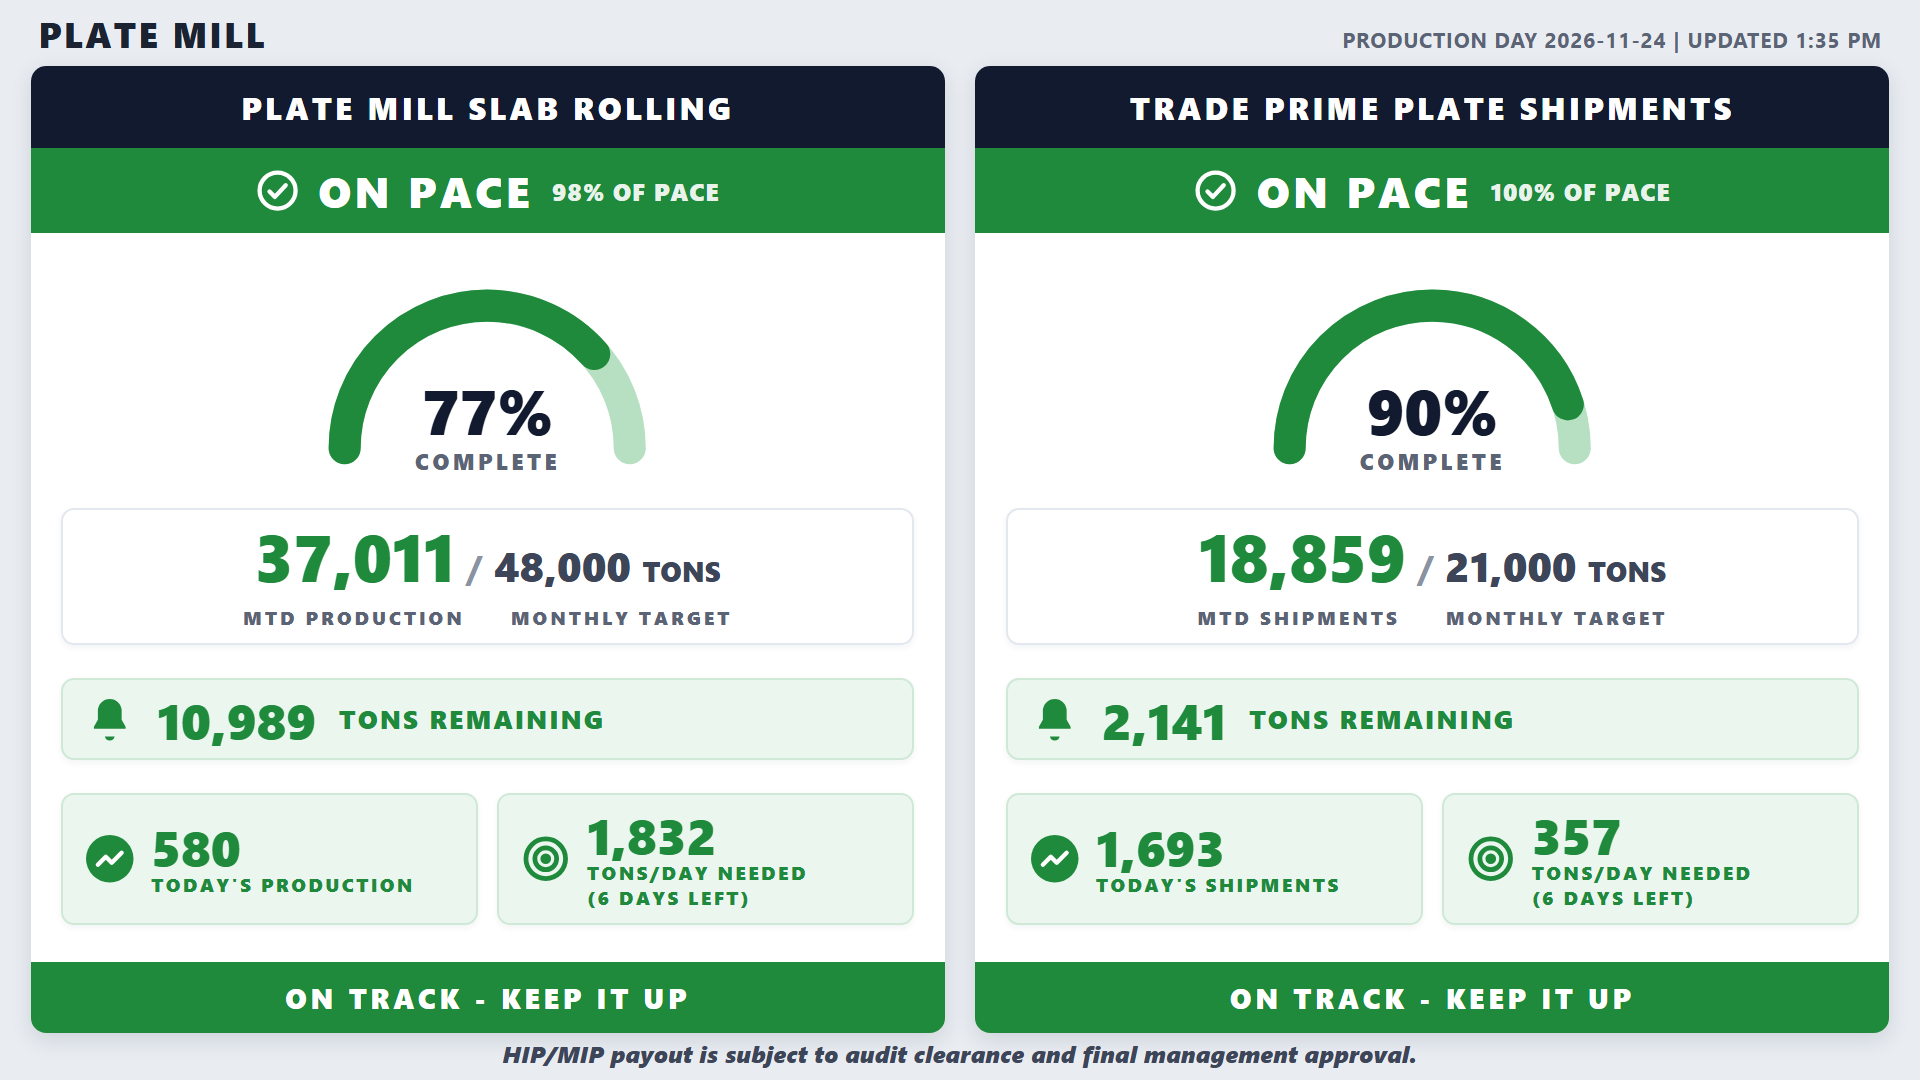 PLATE MILL
PRODUCTION DAY 2026-11-24 | UPDATED 1:35 PM
PLATE MILL SLAB ROLLING
ON PACE 98% OF PACE
77%
COMPLETE
37,011 / 48,000 TONS
MTD PRODUCTION MONTHLY TARGET
10,989 TONS REMAINING
580
TODAY'S PRODUCTION
1,832
TONS/DAY NEEDED
(6 DAYS LEFT)
ON TRACK - KEEP IT UP
TRADE PRIME PLATE SHIPMENTS
ON PACE 100% OF PACE
90%
COMPLETE
18,859 / 21,000 TONS
MTD SHIPMENTS MONTHLY TARGET
2,141 TONS REMAINING
1,693
TODAY'S SHIPMENTS
357
TONS/DAY NEEDED
(6 DAYS LEFT)
ON TRACK - KEEP IT UP
HIP/MIP payout is subject to audit clearance and final management approval.